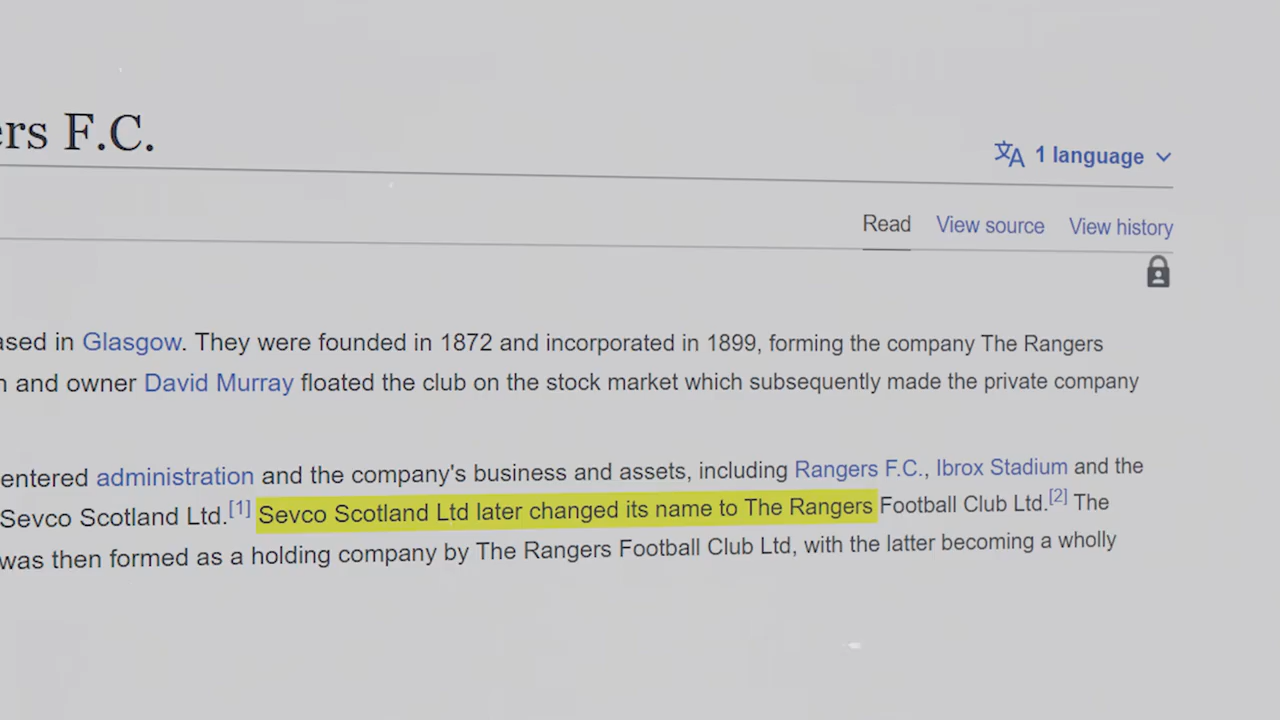 ers F.C.
文A 1 language
Read View source View history
ased in Glasgow. They were founded in 1872 and incorporated in 1899, forming the company The Rangers
n and owner David Murray floated the club on the stock market which subsequently made the private company
entered administration and the company's business and assets, including Rangers F.C., Ibrox Stadium and the
Sevco Scotland Ltd.[1] Sevco Scotland Ltd later changed its name to The Rangers Football Club Ltd.[2] The
was then formed as a holding company by The Rangers Football Club Ltd, with the latter becoming a wholly